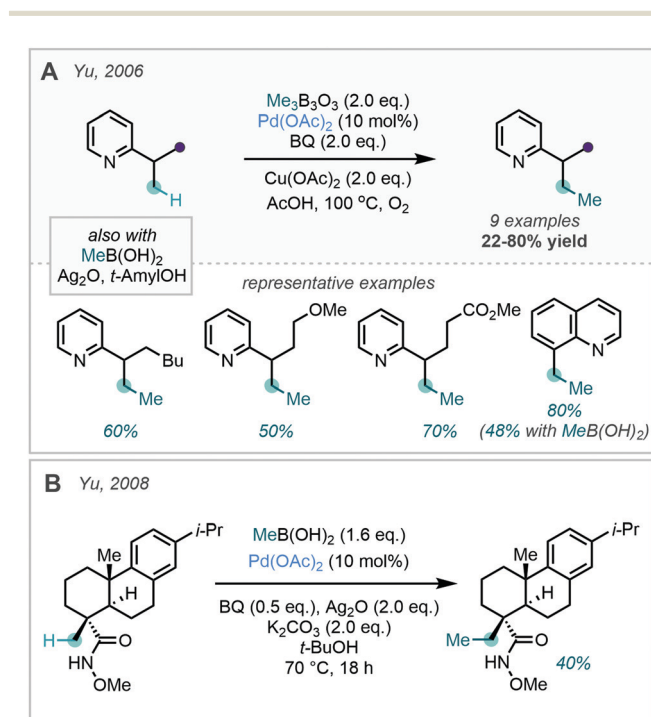 A Yu, 2006
Me₃B₃O₃ (2.0 eq.)
Pd(OAc)₂ (10 mol%)
BQ (2.0 eq.)
Cu(OAc)₂ (2.0 eq.)
AcOH, 100 °C, O₂
N
H
N
Me
9 examples
22-80% yield
also with
MeB(OH)₂
Ag₂O, t-AmylOH
representative examples
N
Bu
Me
60%
N
OMe
Me
50%
N
CO₂Me
Me
70%
N
Me
80%
(48% with MeB(OH)₂)
B Yu, 2008
i-Pr
Me
H
H
O
HN
OMe
MeB(OH)₂ (1.6 eq.)
Pd(OAc)₂ (10 mol%)
BQ (0.5 eq.), Ag₂O (2.0 eq.)
K₂CO₃ (2.0 eq.)
t-BuOH
70 °C, 18 h
i-Pr
Me
H
Me
O
HN
OMe
40%